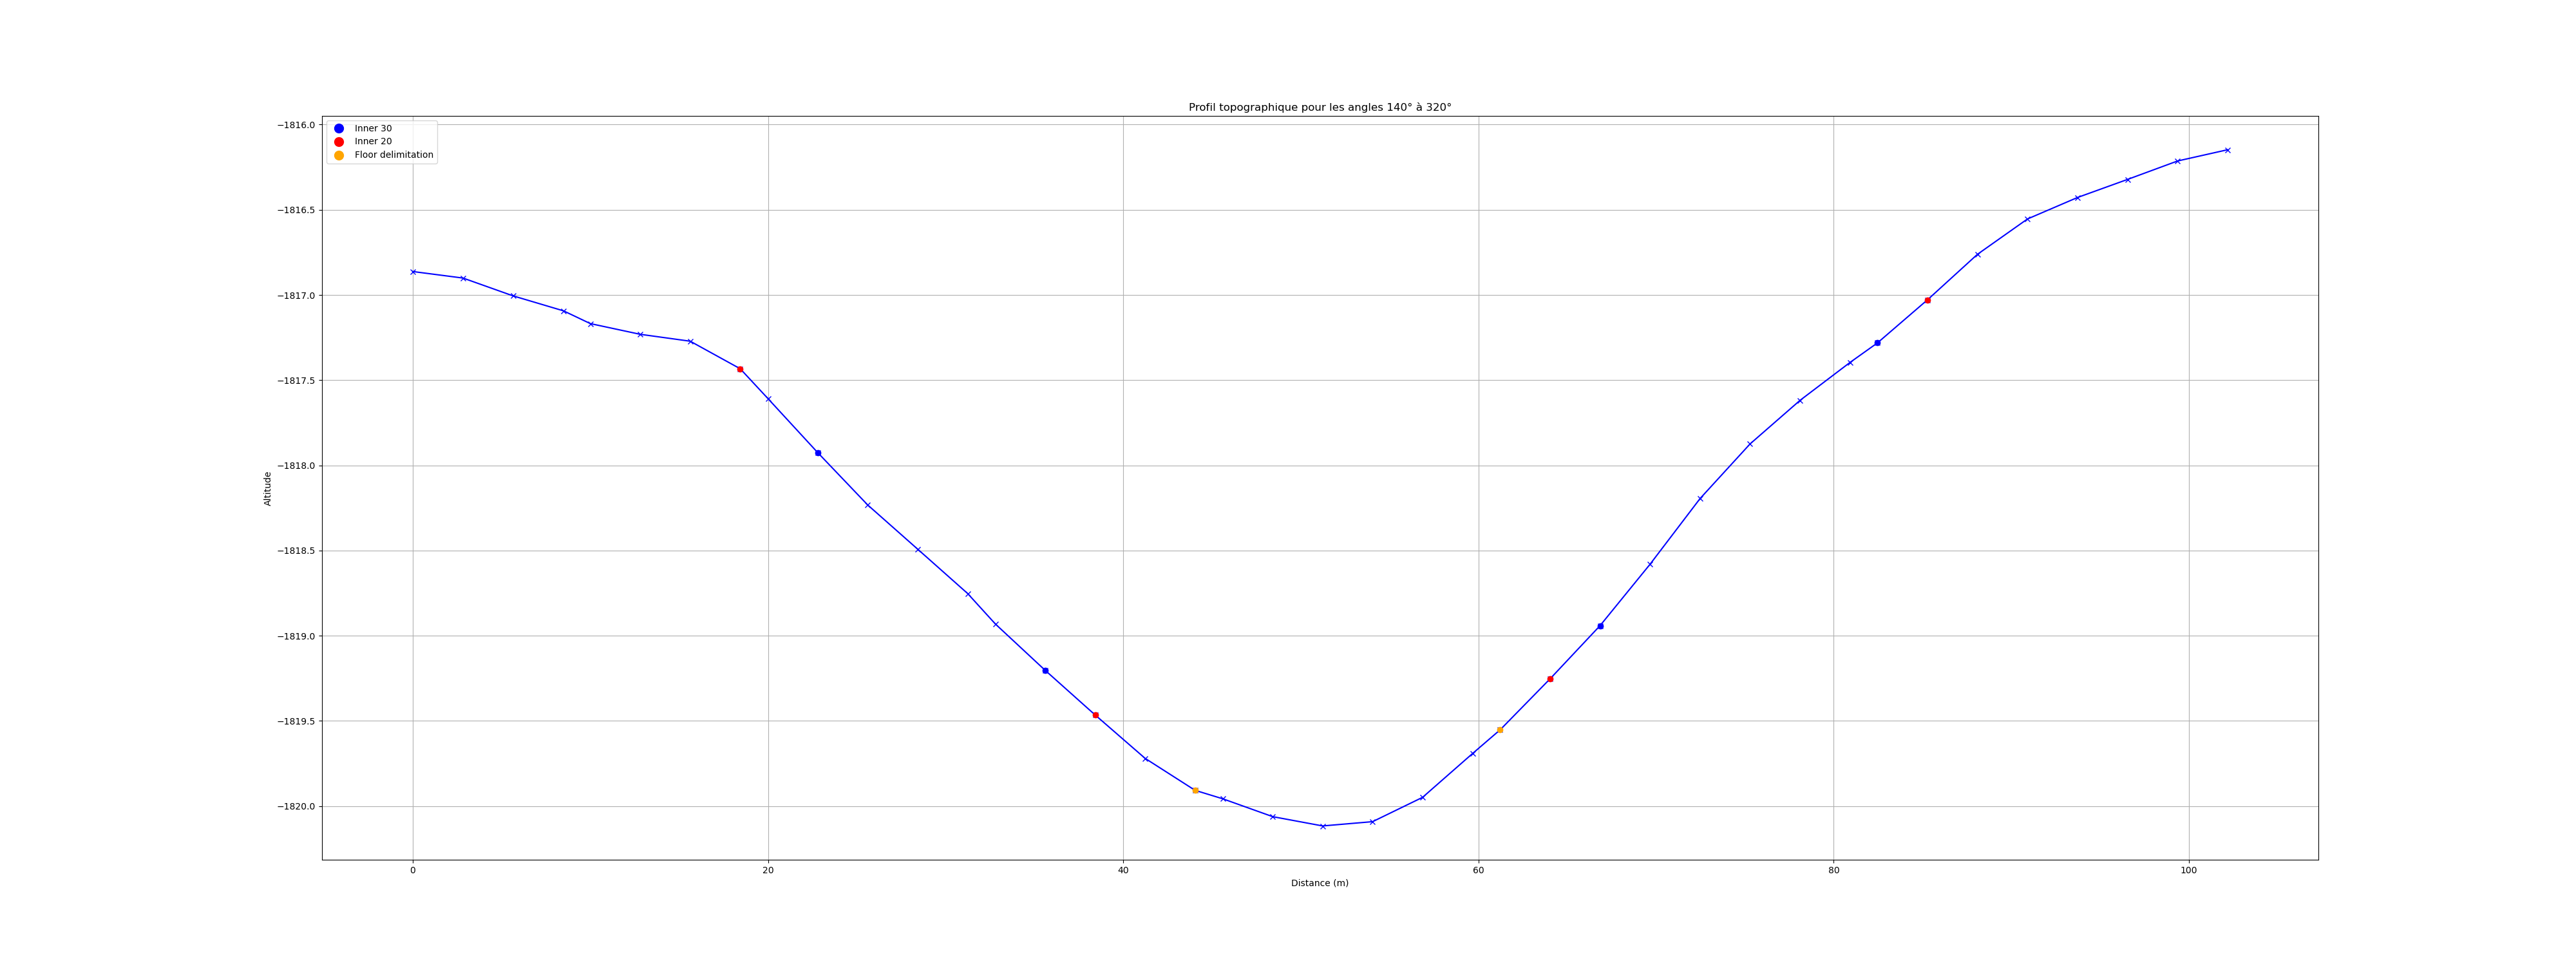 Profil topographique pour les angles 140° à 320°
Inner 30
Inner 20
Floor delimitation
−1816.0
−1816.5
−1817.0
−1817.5
−1818.0
−1818.5
−1819.0
−1819.5
−1820.0
Altitude
0 20 40 60 80 100
Distance (m)